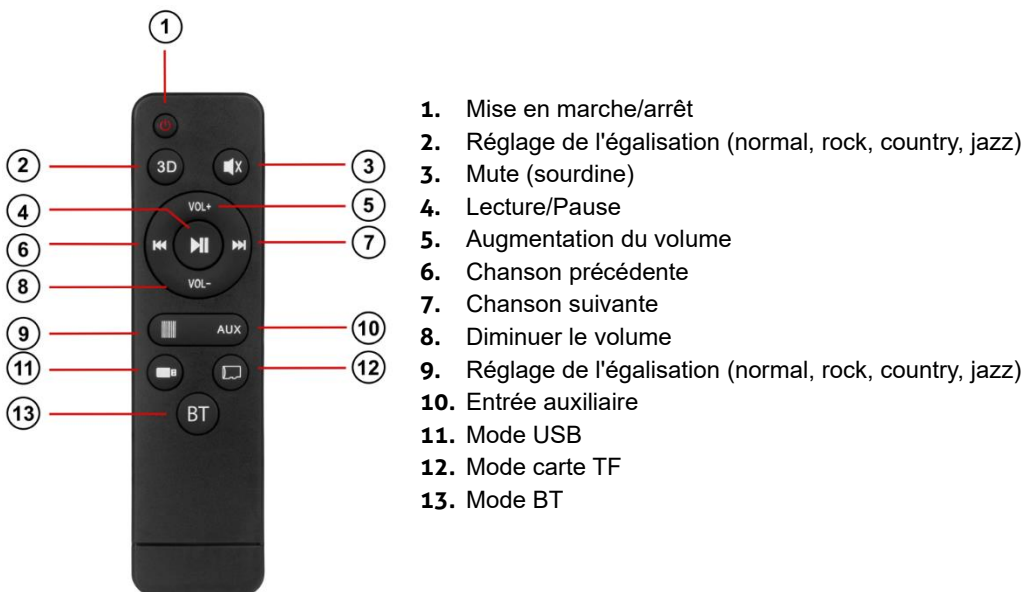 1
2
3D
3
4
VOL+
5
6
7
8
VOL-
9
AUX
10
11
12
13
BT
1. Mise en marche/arrêt
2. Réglage de l'égalisation (normal, rock, country, jazz)
3. Mute (sourdine)
4. Lecture/Pause
5. Augmentation du volume
6. Chanson précédente
7. Chanson suivante
8. Diminuer le volume
9. Réglage de l'égalisation (normal, rock, country, jazz)
10. Entrée auxiliaire
11. Mode USB
12. Mode carte TF
13. Mode BT